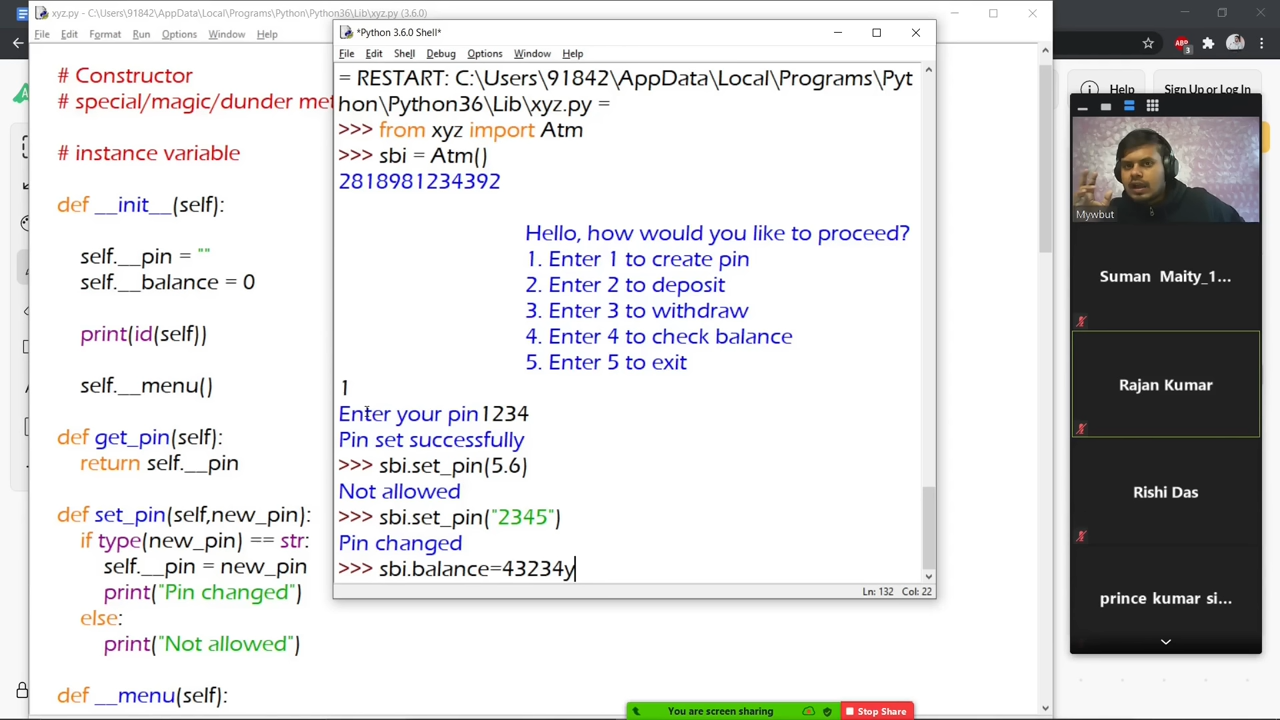 xyz.py - C:\Users\91842\AppData\Local\Programs\Python\Python36\Lib\xyz.py (3.6.0)
File Edit Format Run Options Window Help
# Constructor
# special/magic/dunder met
# instance variable
def __init__(self):
self.__pin = ""
self.__balance = 0
print(id(self))
self.__menu()
def get_pin(self):
return self.__pin
def set_pin(self,new_pin):
if type(new_pin) == str:
self.__pin = new_pin
print("Pin changed")
else:
print("Not allowed")
def __menu(self):
*Python 3.6.0 Shell*
File Edit Shell Debug Options Window Help
= RESTART: C:\Users\91842\AppData\Local\Programs\Pyt
hon\Python36\Lib\xyz.py =
>>> from xyz import Atm
>>> sbi = Atm()
2818981234392
Hello, how would you like to proceed?
1. Enter 1 to create pin
2. Enter 2 to deposit
3. Enter 3 to withdraw
4. Enter 4 to check balance
5. Enter 5 to exit
1
Enter your pin1234
Pin set successfully
>>> sbi.set_pin(5.6)
Not allowed
>>> sbi.set_pin("2345")
Pin changed
>>> sbi.balance=43234y
Ln: 132 Col: 22
Help
Sign Up or Log In
3
Mywbut
Suman Maity_1...
Rajan Kumar
Rishi Das
prince kumar si...
You are screen sharing
Stop Share